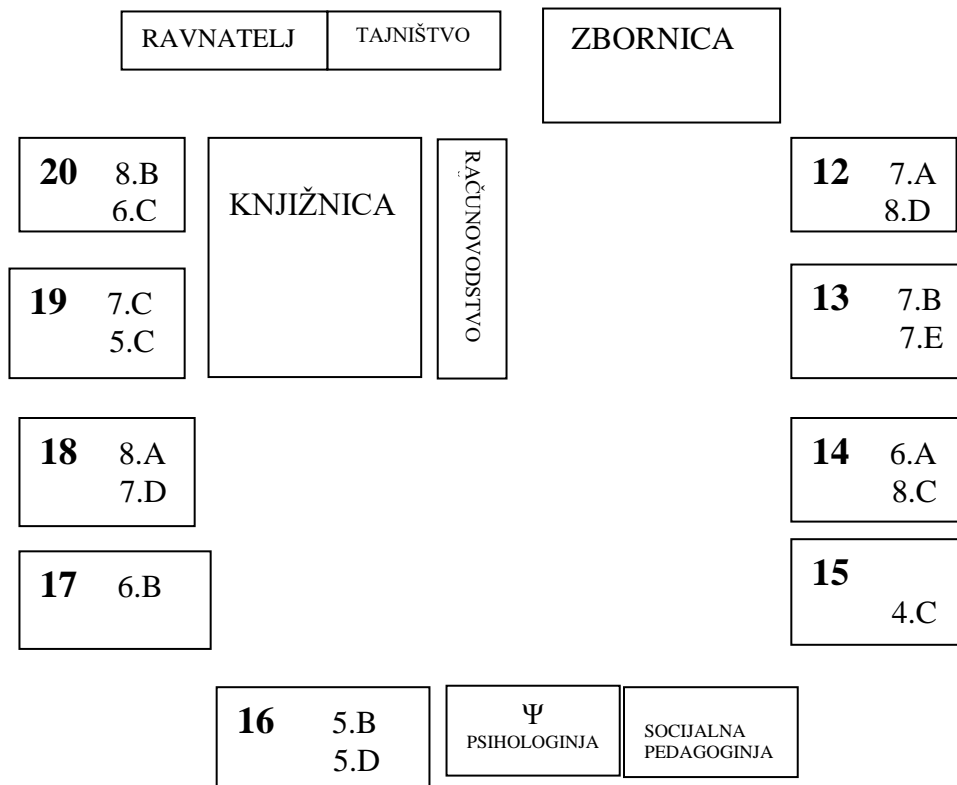 RAVNATELJ
TAJNIŠTVO
ZBORNICA
20 8.B
6.C
KNJIŽNICA
RAČUNOVODSTVO
12 7.A
8.D
19 7.C
5.C
13 7.B
7.E
18 8.A
7.D
14 6.A
8.C
17 6.B
15
4.C
16 5.B
5.D
Ψ
PSIHOLOGINJA
SOCIJALNA
PEDAGOGINJA